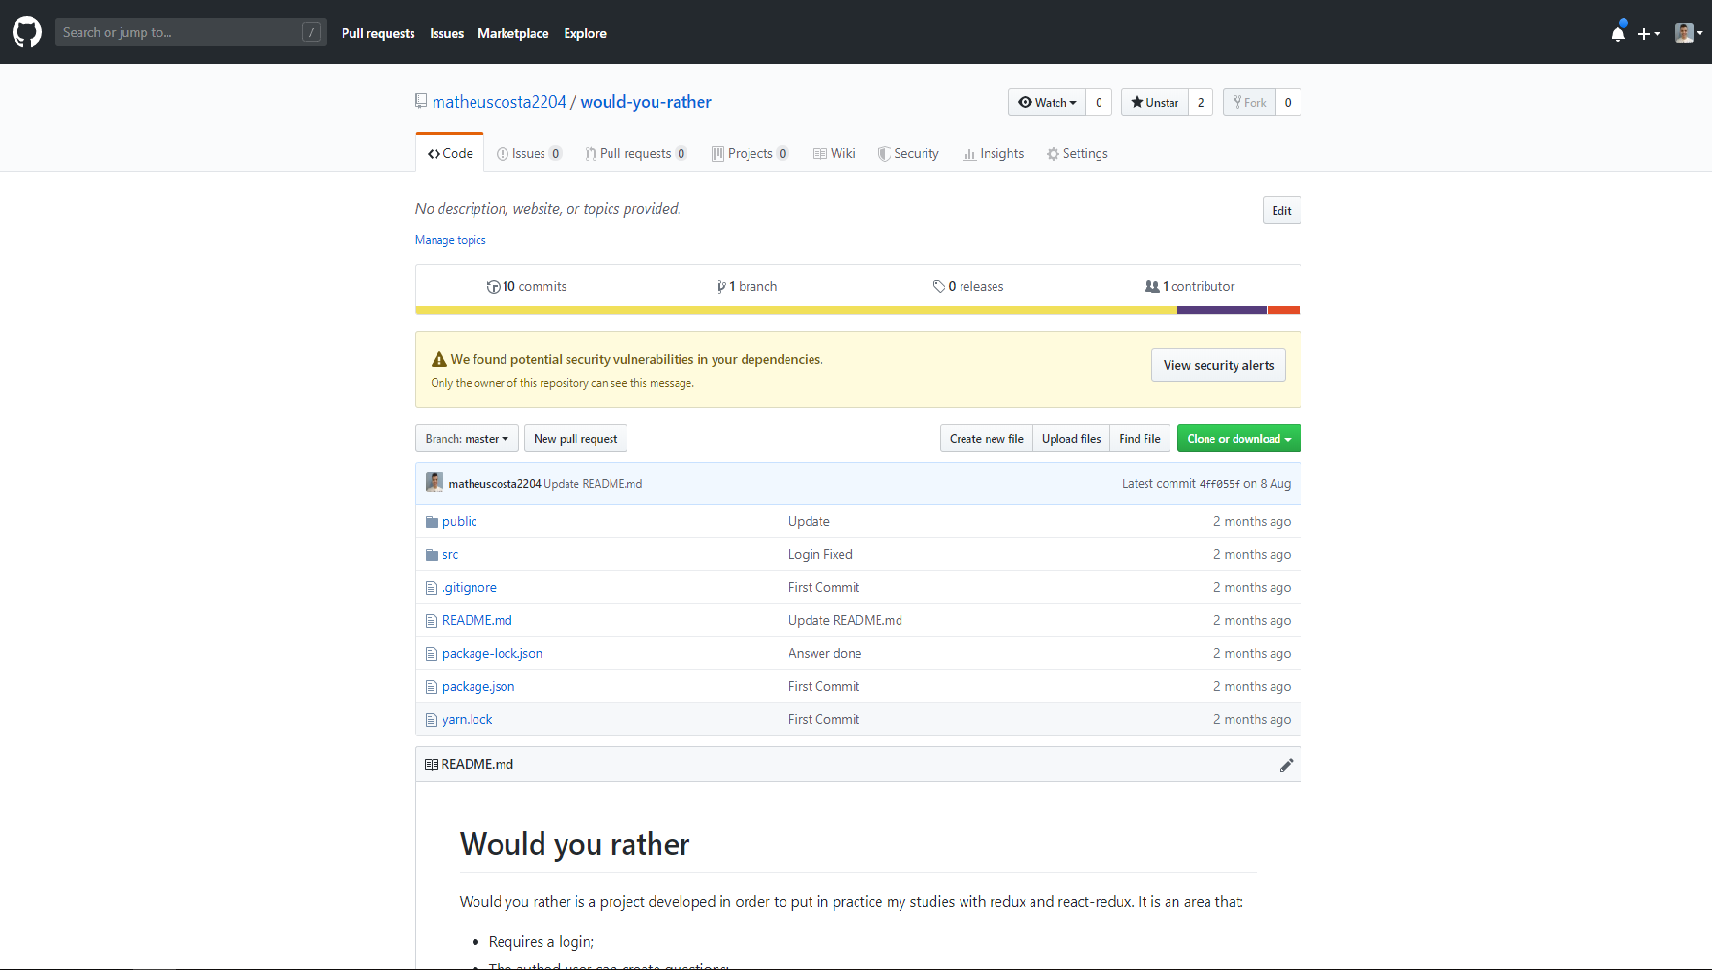 Search or jump to... /
Pull requests Issues Marketplace Explore
matheuscosta2204 / would-you-rather
Watch 0 Unstar 2 Fork 0
Code Issues 0 Pull requests 0 Projects 0 Wiki Security Insights Settings
No description, website, or topics provided.
Edit
Manage topics
10 commits 1 branch 0 releases 1 contributor
We found potential security vulnerabilities in your dependencies.
Only the owner of this repository can see this message.
View security alerts
Branch: master New pull request Create new file Upload files Find File Clone or download
matheuscosta2204 Update README.md Latest commit 4ff055f on 8 Aug
public Update 2 months ago
src Login Fixed 2 months ago
.gitignore First Commit 2 months ago
README.md Update README.md 2 months ago
package-lock.json Answer done 2 months ago
package.json First Commit 2 months ago
yarn.lock First Commit 2 months ago
README.md
Would you rather
Would you rather is a project developed in order to put in practice my studies with redux and react-redux. It is an area that:
• Requires a login;
• The authed user can create questions;